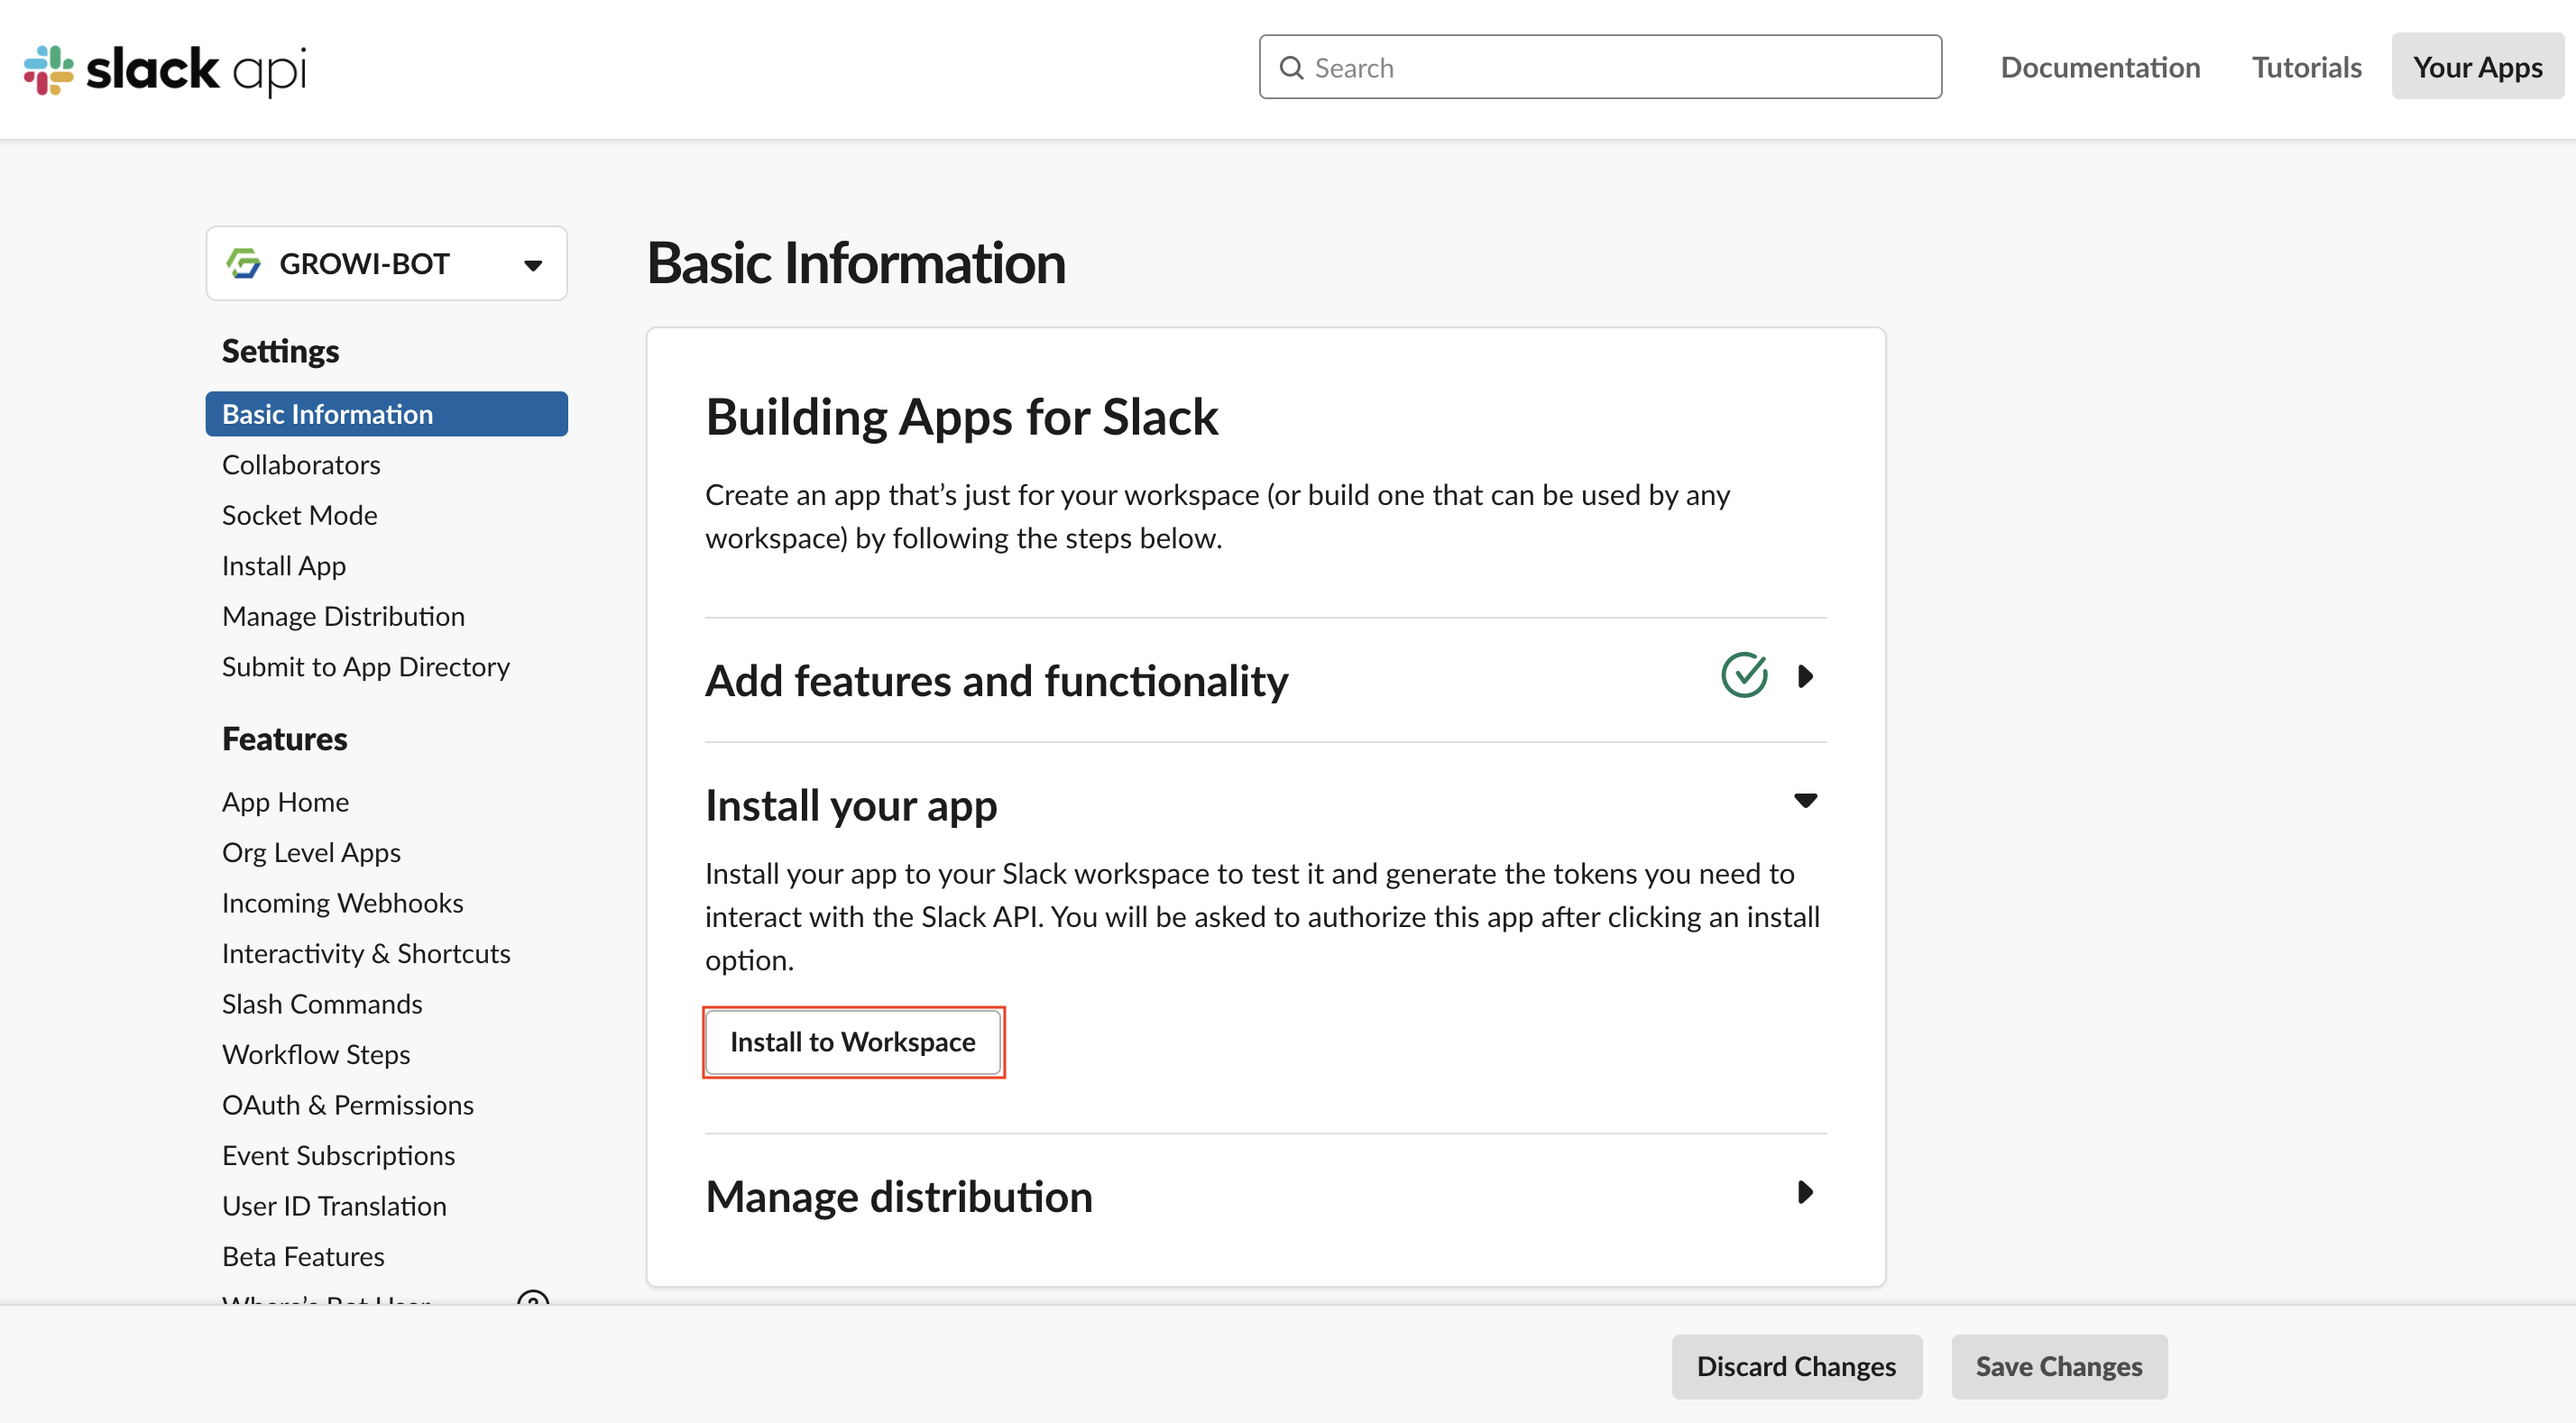 slack api
Search
Documentation
Tutorials
Your Apps
GROWI-BOT
Settings
Basic Information
Collaborators
Socket Mode
Install App
Manage Distribution
Submit to App Directory
Features
App Home
Org Level Apps
Incoming Webhooks
Interactivity & Shortcuts
Slash Commands
Workflow Steps
OAuth & Permissions
Event Subscriptions
User ID Translation
Beta Features
Where's Bot User
Basic Information
Building Apps for Slack
Create an app that’s just for your workspace (or build one that can be used by any
workspace) by following the steps below.
Add features and functionality
Install your app
Install your app to your Slack workspace to test it and generate the tokens you need to
interact with the Slack API. You will be asked to authorize this app after clicking an install
option.
Install to Workspace
Manage distribution
Discard Changes
Save Changes